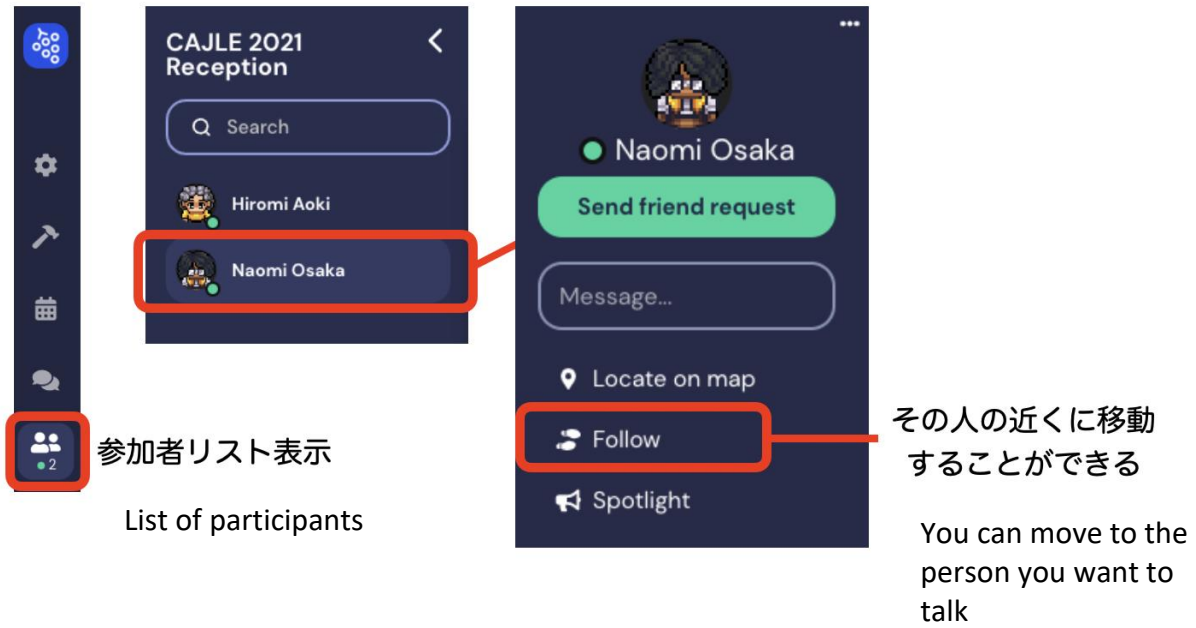 CAJLE 2021
Reception
Search
Hiromi Aoki
Naomi Osaka
2
参加者リスト表示
List of participants
Naomi Osaka
Send friend request
Message...
Locate on map
Follow
Spotlight
その人の近くに移動
することができる
You can move to the
person you want to
talk